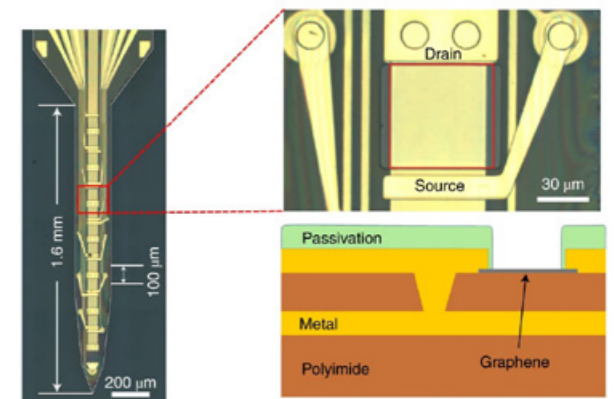 1.6 mm
100 μm
200 μm
Drain
Source
30 μm
Passivation
Metal
Polyimide
Graphene